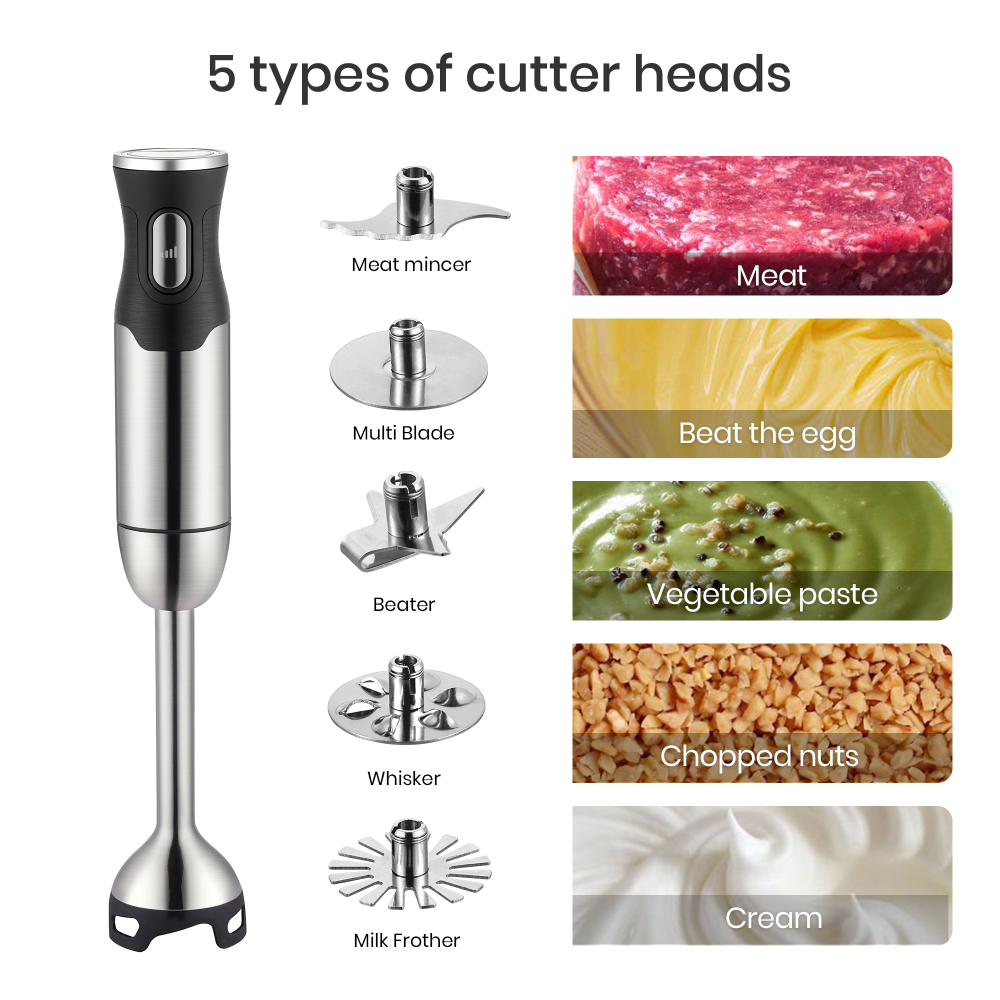 5 types of cutter heads
Meat mincer
Meat
Multi Blade
Beat the egg
Beater
Vegetable paste
Whisker
Chopped nuts
Milk Frother
Cream